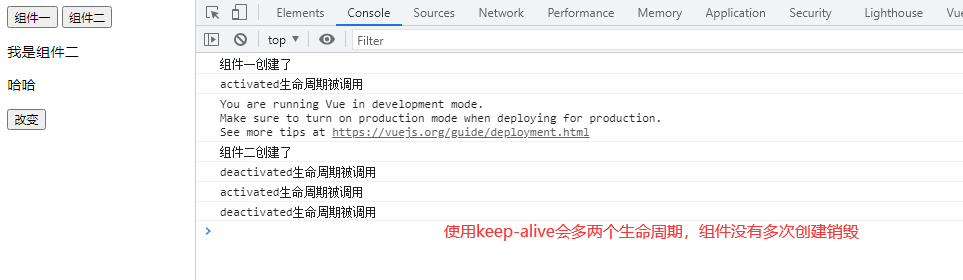 组件一 组件二
我是组件二
哈哈
改变
Elements Console Sources Network Performance Memory Application Security Lighthouse Vue
top ▼ Filter
组件一创建了
activated生命周期被调用
You are running Vue in development mode.
Make sure to turn on production mode when deploying for production.
See more tips at https://vuejs.org/guide/deployment.html
组件二创建了
deactivated生命周期被调用
activated生命周期被调用
deactivated生命周期被调用
使用keep-alive会多两个生命周期，组件没有多次创建销毁